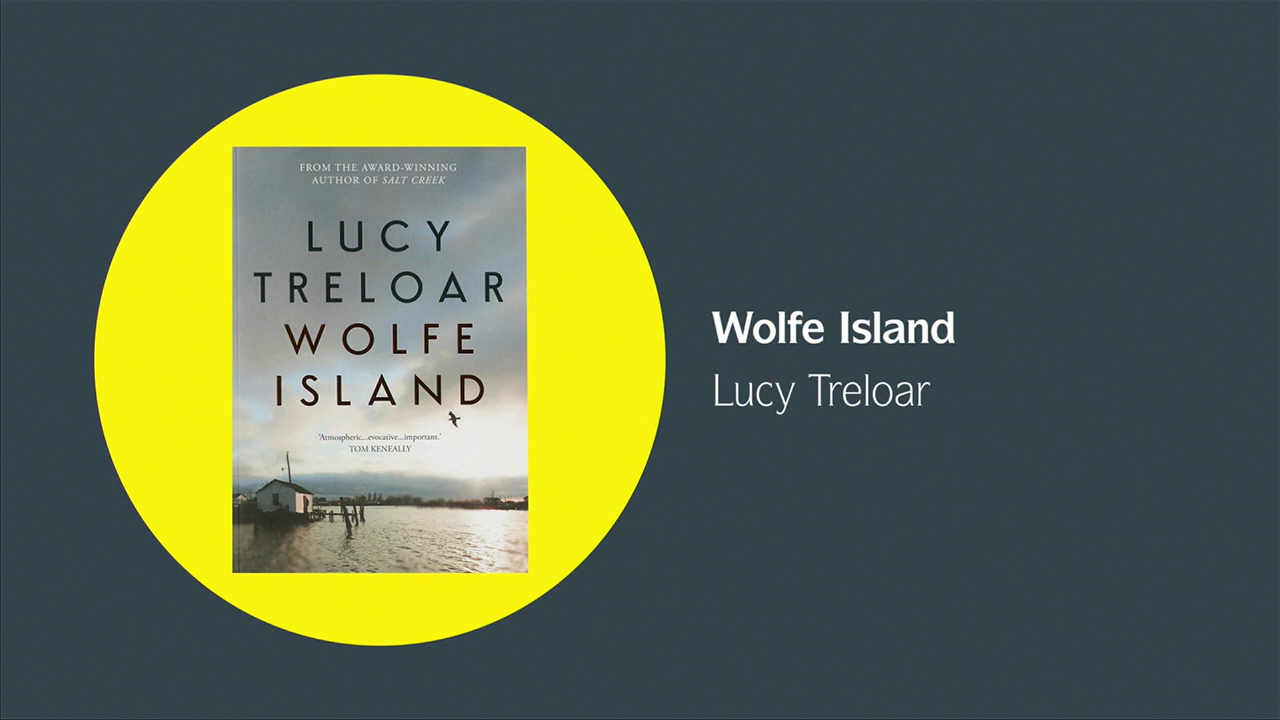 FROM THE AWARD-WINNING
AUTHOR OF SALT CREEK
LUCY
TRELOAR
WOLFE
ISLAND
'Atmospheric...evocative...important.'
TOM KENEALLY
Wolfe Island
Lucy Treloar